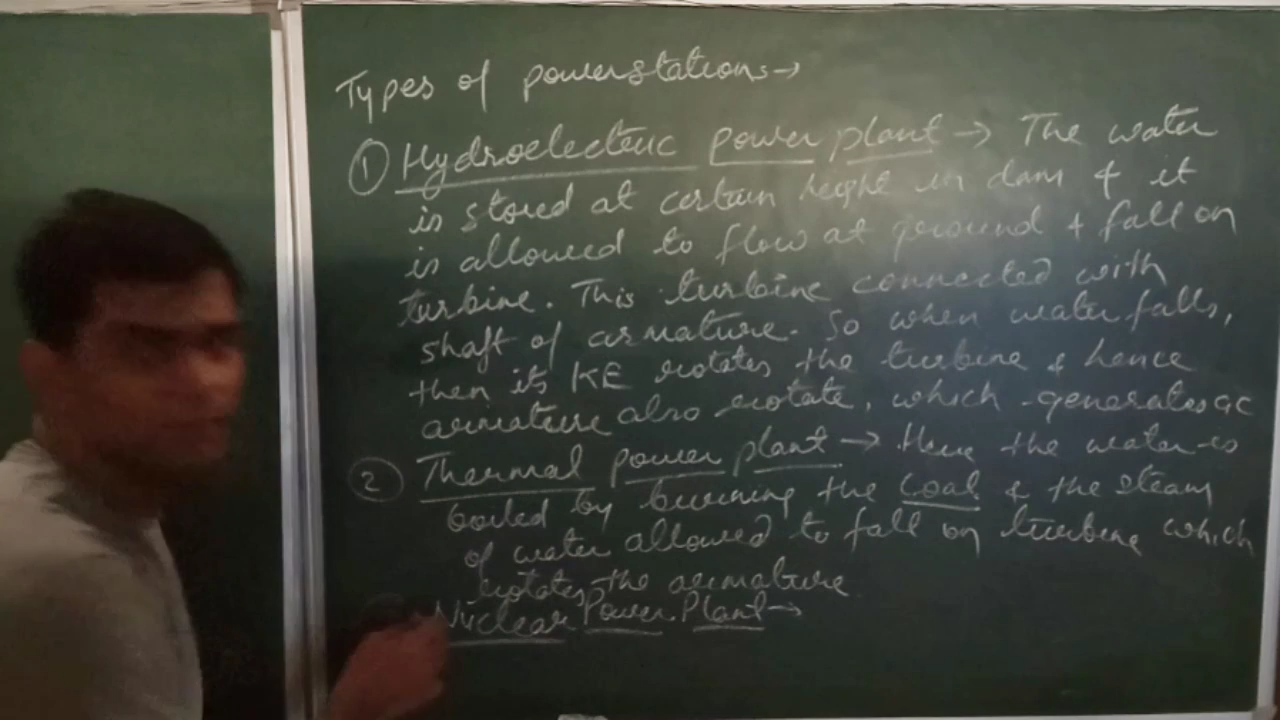 Types of powerstations→
① Hydroelectric power plant → The water
is stored at certain height in dam & it
is allowed to flow at ground & fall on
turbine. This turbine connected with
shaft of armature. So when water falls,
then its KE rotates the turbine & hence
armature also rotate, which generates ac
② Thermal power plant → Here the water is
boiled by burning the coal & the steam
of water allowed to fall on turbine which
rotates the armature
Nuclear Power Plant→